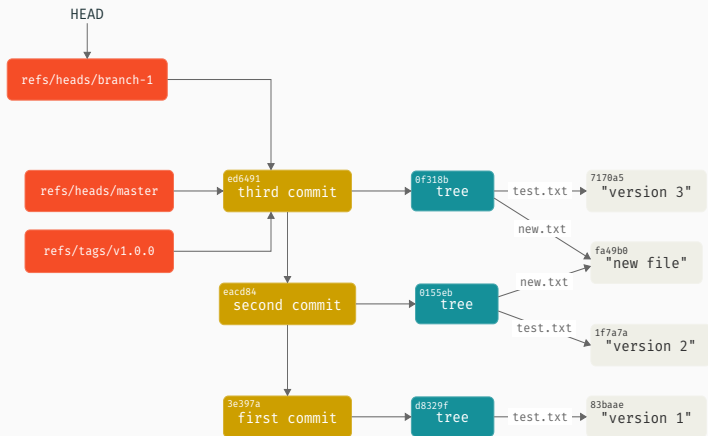 HEAD
refs/heads/branch-1
refs/heads/master
ed6491
third commit
0f318b
tree
test.txt
7170a5
"version 3"
new.txt
refs/tags/v1.0.0
fa49b0
"new file"
eacd84
second commit
0155eb
tree
new.txt
test.txt
1f7a7a
"version 2"
3e397a
first commit
d8329f
tree
test.txt
83baae
"version 1"